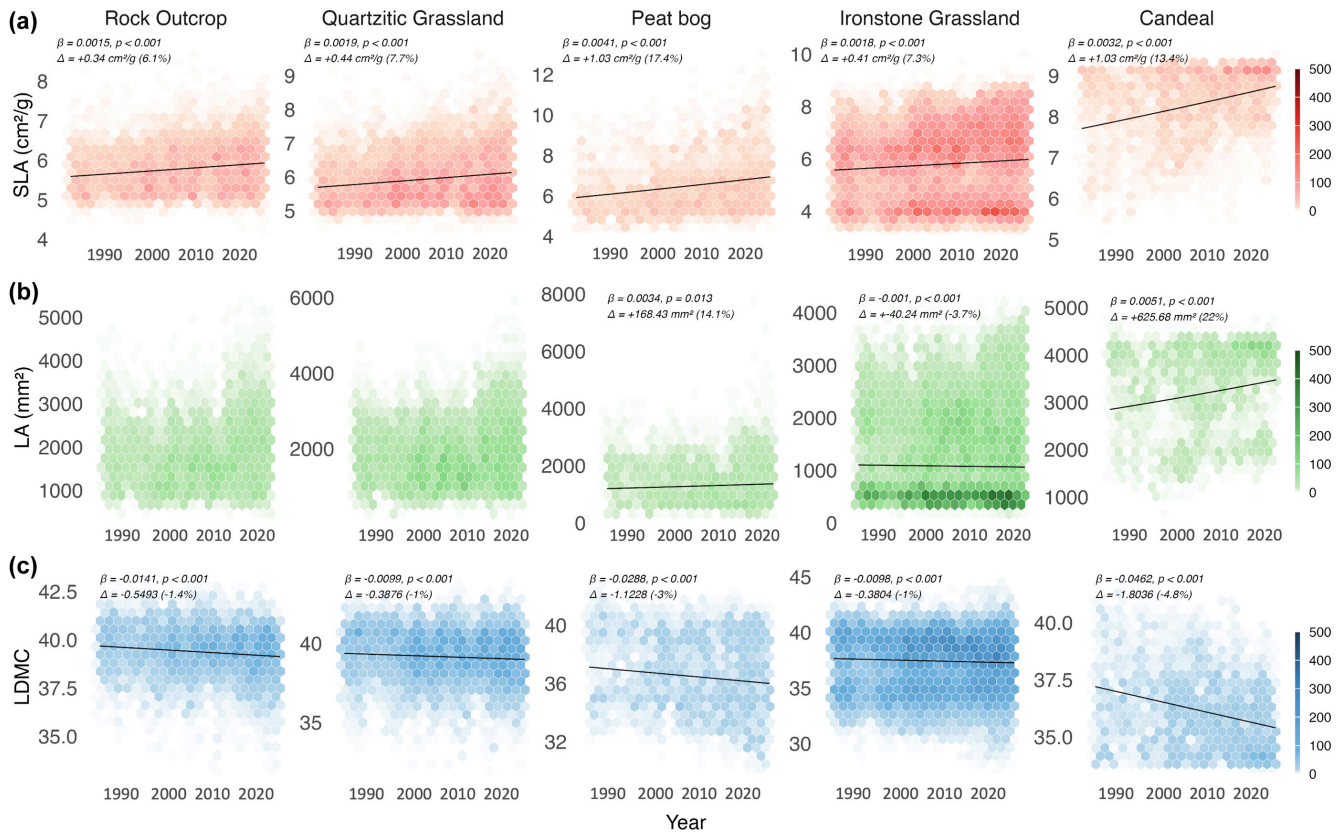 (a)
Rock Outcrop
Quartzitic Grassland
Peat bog
Ironstone Grassland
Candeal
β = 0.0015, p < 0.001
Δ = +0.34 cm²/g (6.1%)
β = 0.0019, p < 0.001
Δ = +0.44 cm²/g (7.7%)
β = 0.0041, p < 0.001
Δ = +1.03 cm²/g (17.4%)
β = 0.0018, p < 0.001
Δ = +0.41 cm²/g (7.3%)
β = 0.0032, p < 0.001
Δ = +1.03 cm²/g (13.4%)
SLA (cm²/g)
8
7
6
5
4
9
8
7
6
5
12
10
8
6
4
10
8
6
4
9
8
7
6
5
500
400
300
200
100
0
1990 2000 2010 2020
1990 2000 2010 2020
1990 2000 2010 2020
1990 2000 2010 2020
1990 2000 2010 2020
(b)
β = 0.0034, p = 0.013
Δ = +168.43 mm² (14.1%)
β = -0.001, p < 0.001
Δ = +-40.24 mm² (-3.7%)
β = 0.0051, p < 0.001
Δ = +625.68 mm² (22%)
LA (mm²)
5000
4000
3000
2000
1000
6000
4000
2000
8000
6000
4000
2000
0
4000
3000
2000
1000
0
5000
4000
3000
2000
1000
500
400
300
200
100
0
1990 2000 2010 2020
1990 2000 2010 2020
1990 2000 2010 2020
1990 2000 2010 2020
1990 2000 2010 2020
(c)
β = -0.0141, p < 0.001
Δ = -0.5493 (-1.4%)
β = -0.0099, p < 0.001
Δ = -0.3876 (-1%)
β = -0.0288, p < 0.001
Δ = -1.1228 (-3%)
β = -0.0098, p < 0.001
Δ = -0.3804 (-1%)
β = -0.0462, p < 0.001
Δ = -1.8036 (-4.8%)
LDMC
42.5
40.0
37.5
35.0
40
35
40
36
32
45
40
35
30
40.0
37.5
35.0
500
400
300
200
100
0
1990 2000 2010 2020
1990 2000 2010 2020
1990 2000 2010 2020
1990 2000 2010 2020
1990 2000 2010 2020
Year